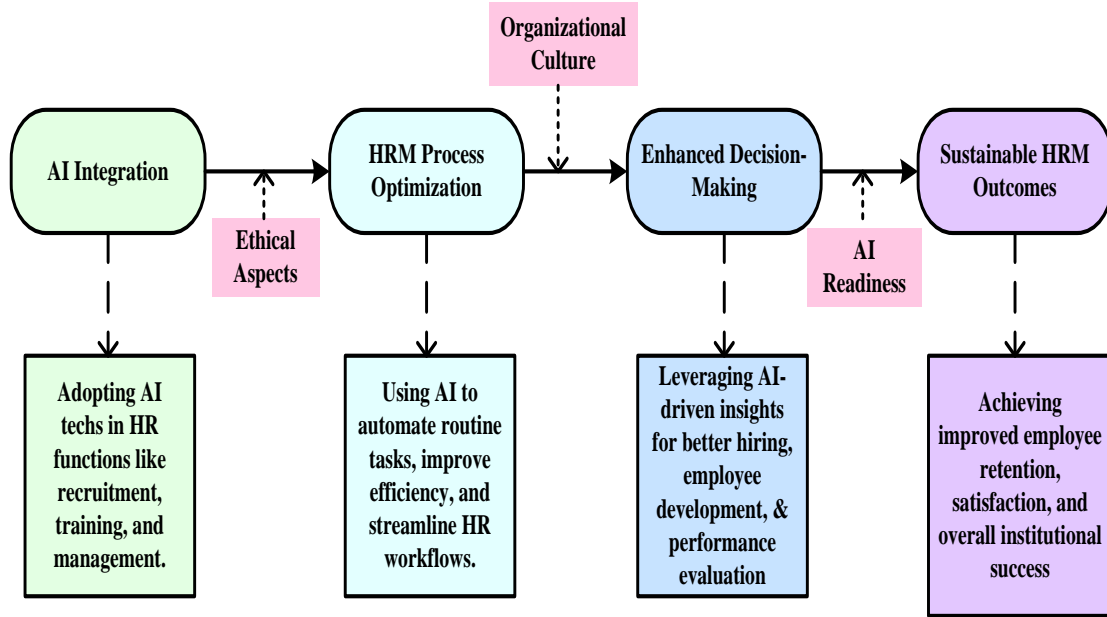 Organizational
Culture
AI Integration
HRM Process
Optimization
Enhanced Decision-
Making
Sustainable HRM
Outcomes
Ethical
Aspects
AI
Readiness
Adopting AI
techs in HR
functions like
recruitment,
training, and
management.
Using AI to
automate routine
tasks, improve
efficiency, and
streamline HR
workflows.
Leveraging AI-
driven insights
for better hiring,
employee
development, &
performance
evaluation
Achieving
improved employee
retention,
satisfaction, and
overall institutional
success